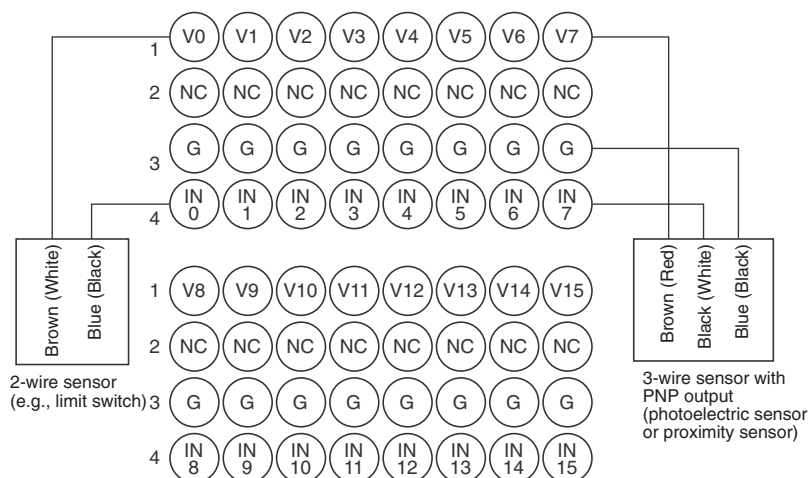 1 V0 V1 V2 V3 V4 V5 V6 V7
2 NC NC NC NC NC NC NC NC
3 G G G G G G G G
4 IN 0 IN 1 IN 2 IN 3 IN 4 IN 5 IN 6 IN 7
Brown (White)
Blue (Black)
2-wire sensor
(e.g., limit switch)
Brown (Red)
Black (White)
Blue (Black)
3-wire sensor with
PNP output
(photoelectric sensor
or proximity sensor)
1 V8 V9 V10 V11 V12 V13 V14 V15
2 NC NC NC NC NC NC NC NC
3 G G G G G G G G
4 IN 8 IN 9 IN 10 IN 11 IN 12 IN 13 IN 14 IN 15